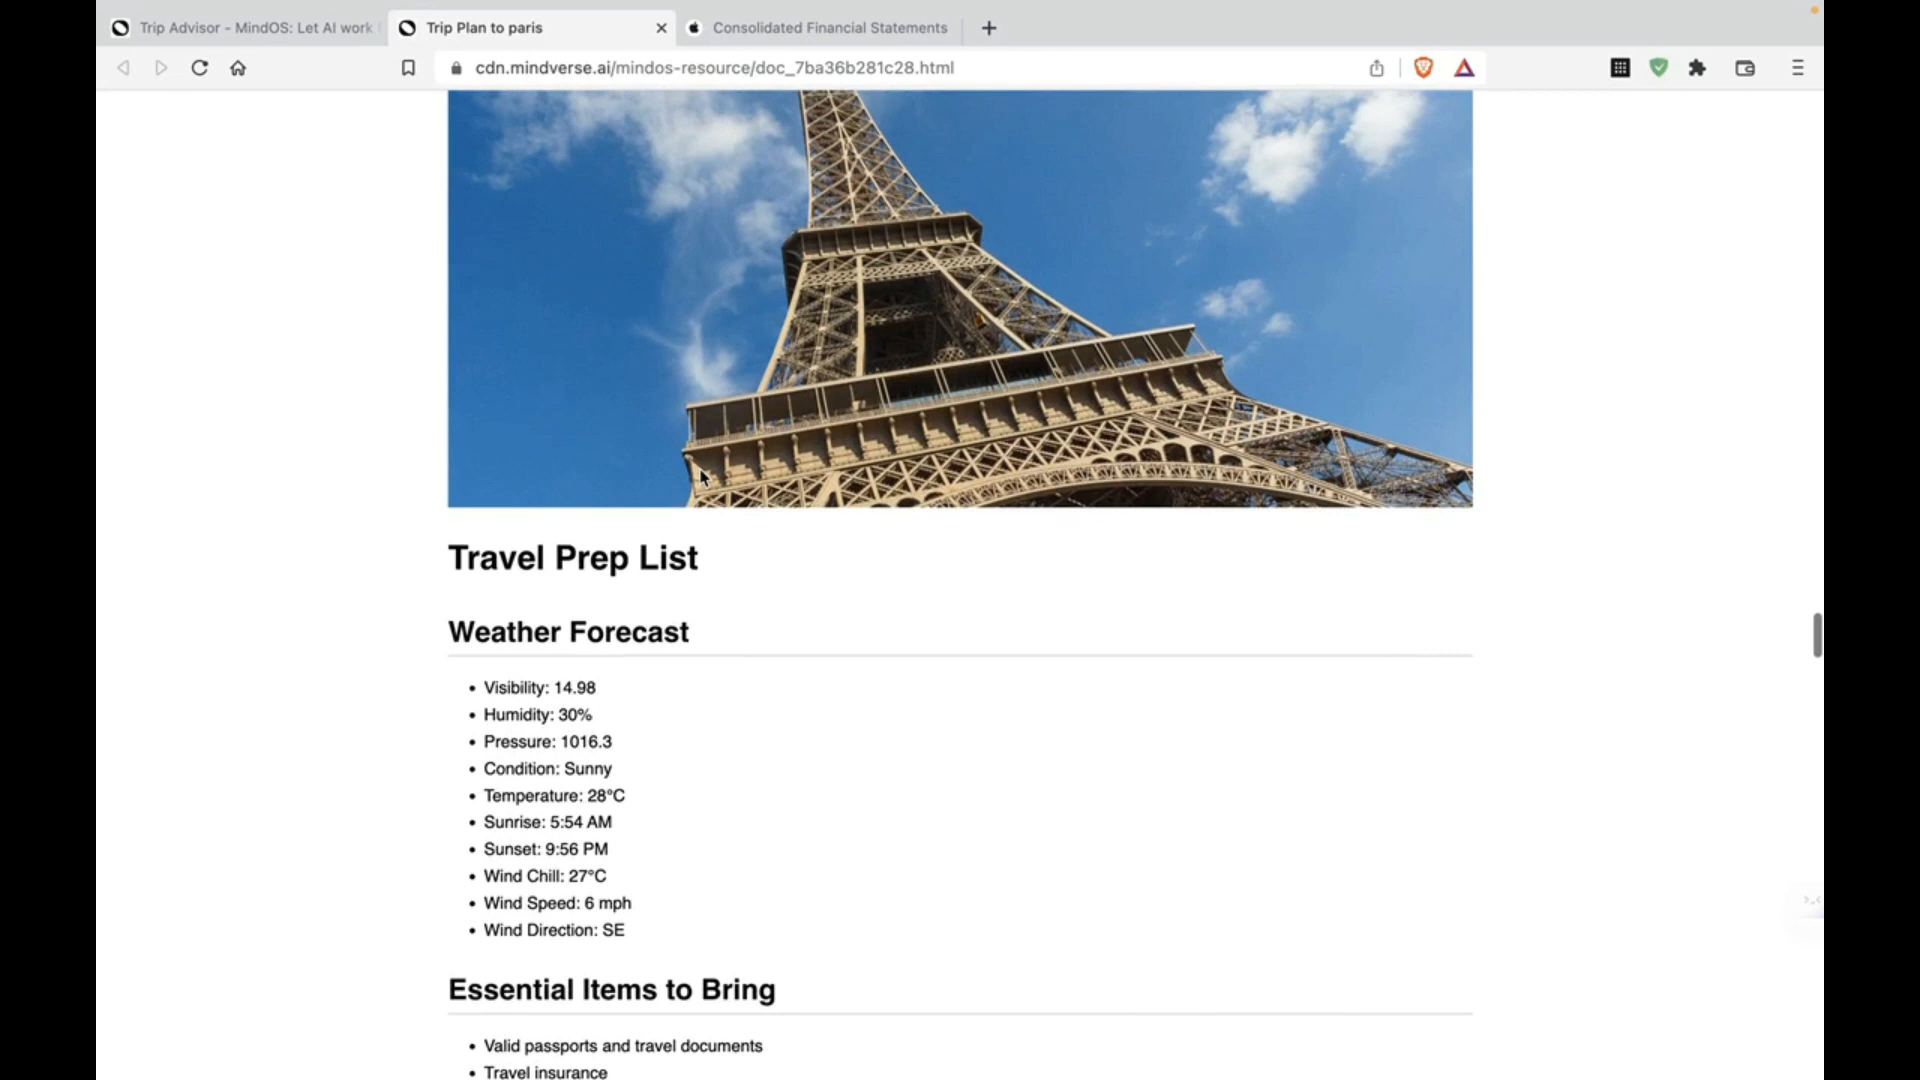 Trip Advisor - MindOS: Let AI work
Trip Plan to paris
Consolidated Financial Statements
cdn.mindverse.ai/mindos-resource/doc_7ba36b281c28.html
Travel Prep List
Weather Forecast
• Visibility: 14.98
• Humidity: 30%
• Pressure: 1016.3
• Condition: Sunny
• Temperature: 28°C
• Sunrise: 5:54 AM
• Sunset: 9:56 PM
• Wind Chill: 27°C
• Wind Speed: 6 mph
• Wind Direction: SE
Essential Items to Bring
• Valid passports and travel documents
• Travel insurance